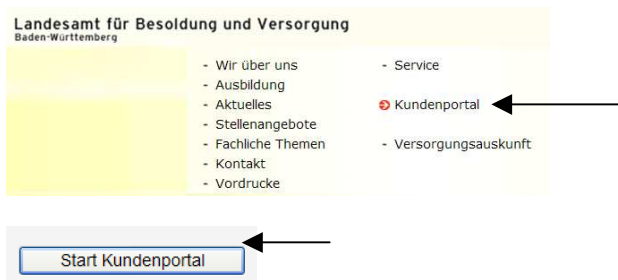 Landesamt für Besoldung und Versorgung
Baden-Württemberg
- Wir über uns
- Ausbildung
- Aktuelles
- Stellenangebote
- Fachliche Themen
- Kontakt
- Vordrucke
- Service
Kundenportal
- Versorgungsauskunft
Start Kundenportal